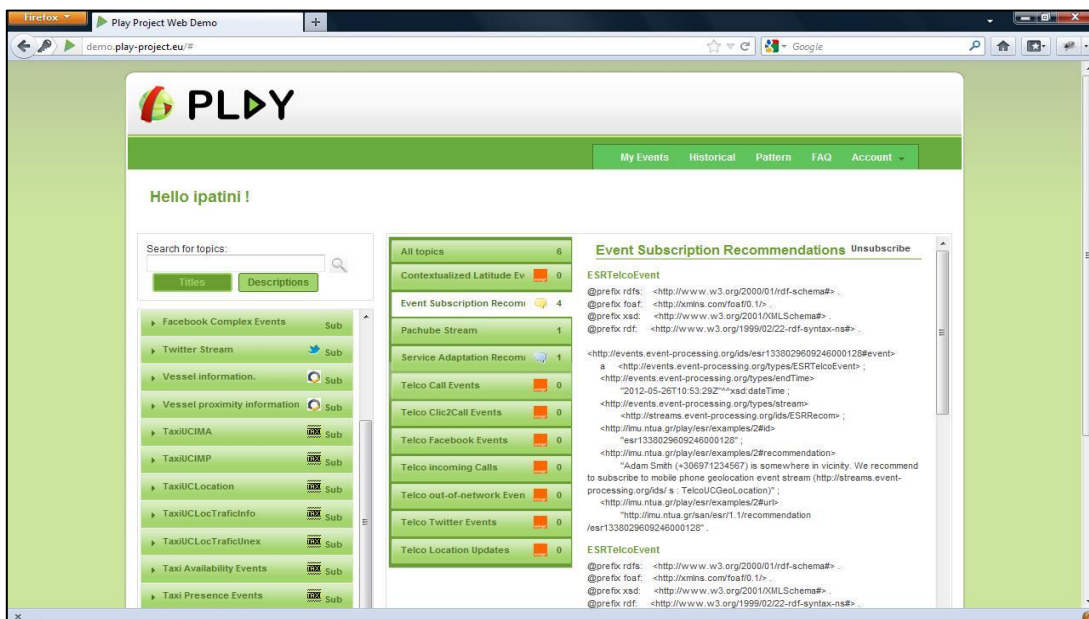 Firefox
Play Project Web Demo
demo.play-project.eu/#
Google
PLAY
My Events Historical Pattern FAQ Account
Hello ipatini !
Search for topics:
Titles Descriptions
Facebook Complex Events Sub
Twitter Stream Sub
Vessel information. Sub
Vessel proximity information Sub
TaxiUCIMA TAXI Sub
TaxiUCIMP TAXI Sub
TaxiUCLocation TAXI Sub
TaxiUCLocTraficInfo TAXI Sub
TaxiUCLocTraficUnex TAXI Sub
Taxi Availability Events TAXI Sub
Taxi Presence Events TAXI Sub
All topics 6
Contextualized Latitude Ev 0
Event Subscription Recom 4
Pachube Stream 1
Service Adaptation Recom 1
Telco Call Events 0
Telco Clic2Call Events 0
Telco Facebook Events 0
Telco incoming Calls 0
Telco out-of-network Even 0
Telco Twitter Events 0
Telco Location Updates 0
Event Subscription Recommendations Unsubscribe
ESRTelcoEvent
@prefix rdfs: <http://www.w3.org/2000/01/rdf-schema#> .
@prefix foaf: <http://xmlns.com/foaf/0.1/> .
@prefix xsd: <http://www.w3.org/2001/XMLSchema#> .
@prefix rdf: <http://www.w3.org/1999/02/22-rdf-syntax-ns#> .
<http://events.event-processing.org/ids/esr1338029609246000128#event>
a <http://events.event-processing.org/types/ESRTelcoEvent> ;
<http://events.event-processing.org/types/endTime>
"2012-05-26T10:53:29Z"^^xsd:dateTime ;
<http://events.event-processing.org/types/stream>
<http://streams.event-processing.org/ids/ESRRecom> ;
<http://imu.ntua.gr/play/esr/examples/2#id>
"esr1338029609246000128" ;
<http://imu.ntua.gr/play/esr/examples/2#recommendation>
"Adam Smith (+306971234567) is somewhere in vicinity. We recommend
to subscribe to mobile phone geolocation event stream (http://streams.event-
processing.org/ids/ s : TelcoUCGeoLocation)" ;
<http://imu.ntua.gr/play/esr/examples/2#url>
"http://imu.ntua.gr/san/esr/1.1/recommendation
/esr1338029609246000128" .
ESRTelcoEvent
@prefix rdfs: <http://www.w3.org/2000/01/rdf-schema#> .
@prefix foaf: <http://xmlns.com/foaf/0.1/> .
@prefix xsd: <http://www.w3.org/2001/XMLSchema#> .
@prefix rdf: <http://www.w3.org/1999/02/22-rdf-syntax-ns#> .